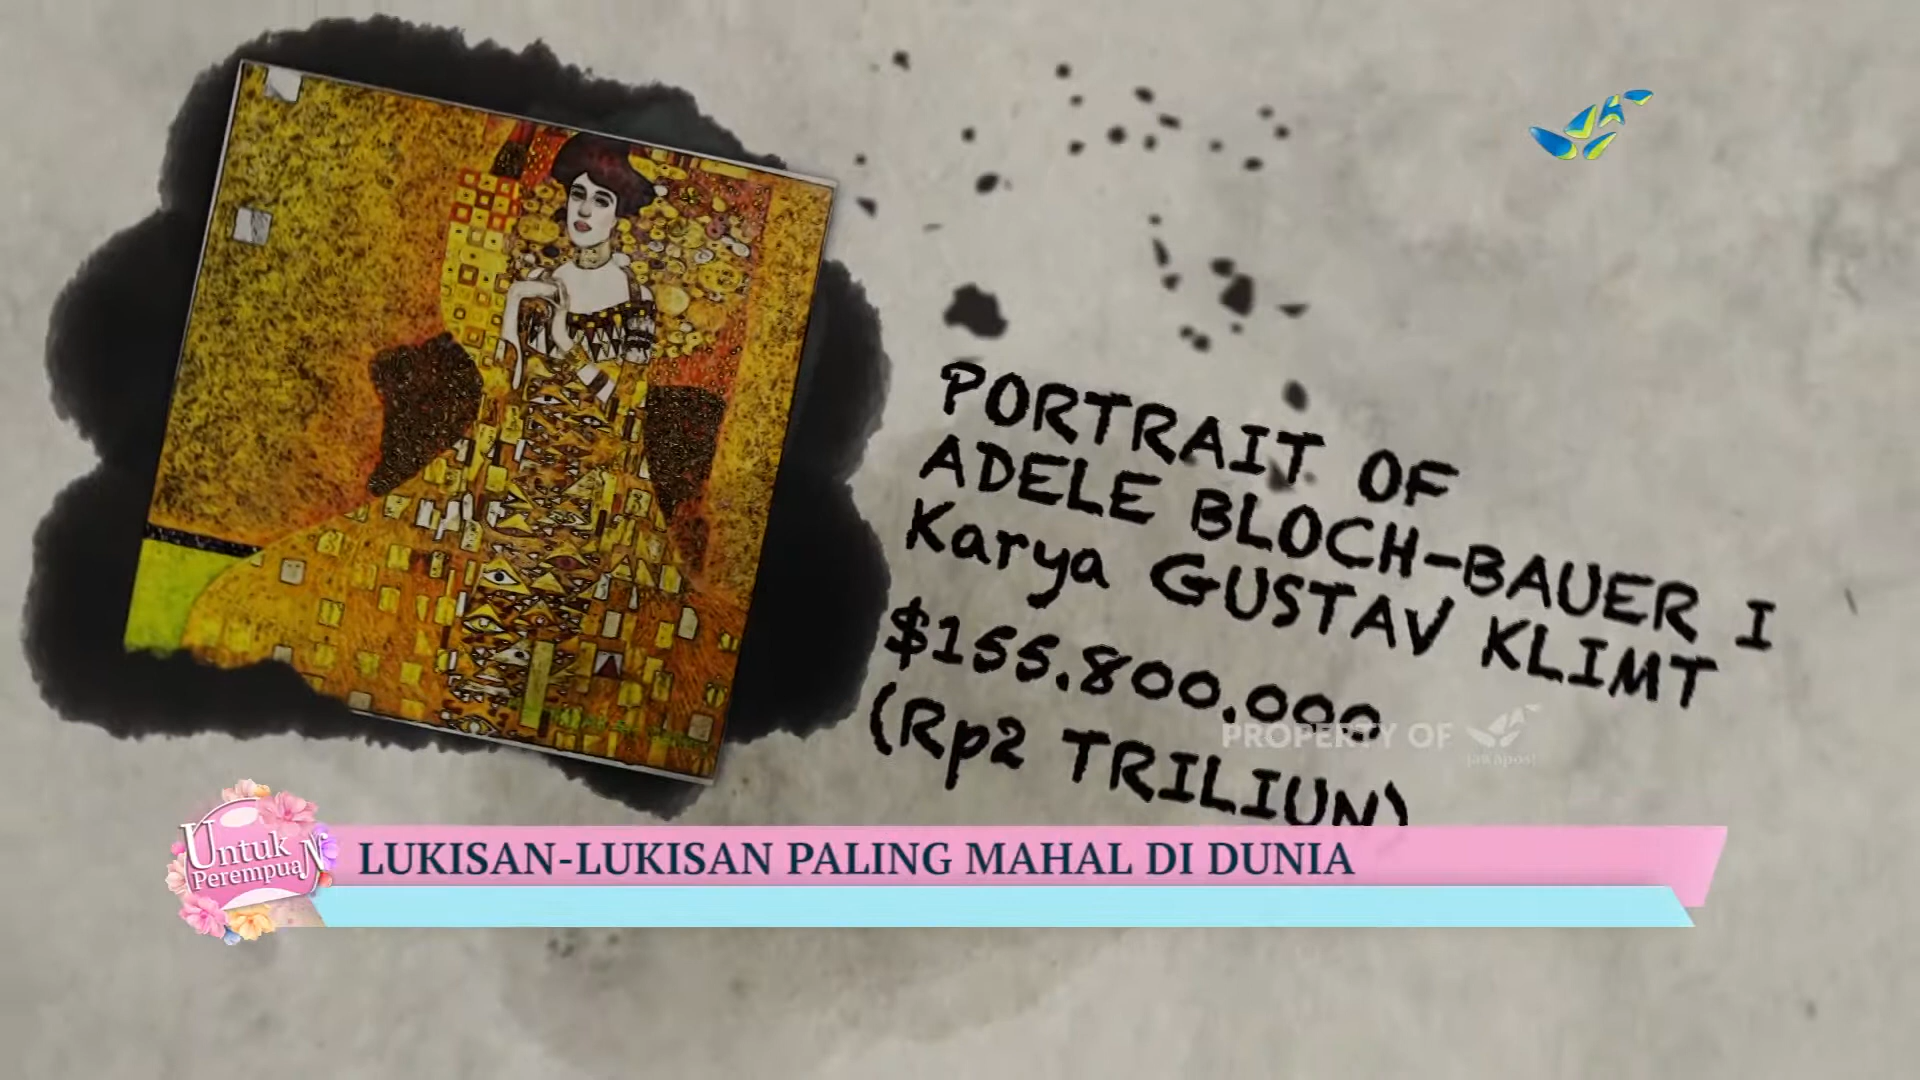 PORTRAIT OF
ADELE BLOCH-BAUER I
Karya GUSTAV KLIMT
$155.800.000
(Rp2 TRILIUN)
PROPERTY OF
jawapos
Untuk
Perempuan
LUKISAN-LUKISAN PALING MAHAL DI DUNIA